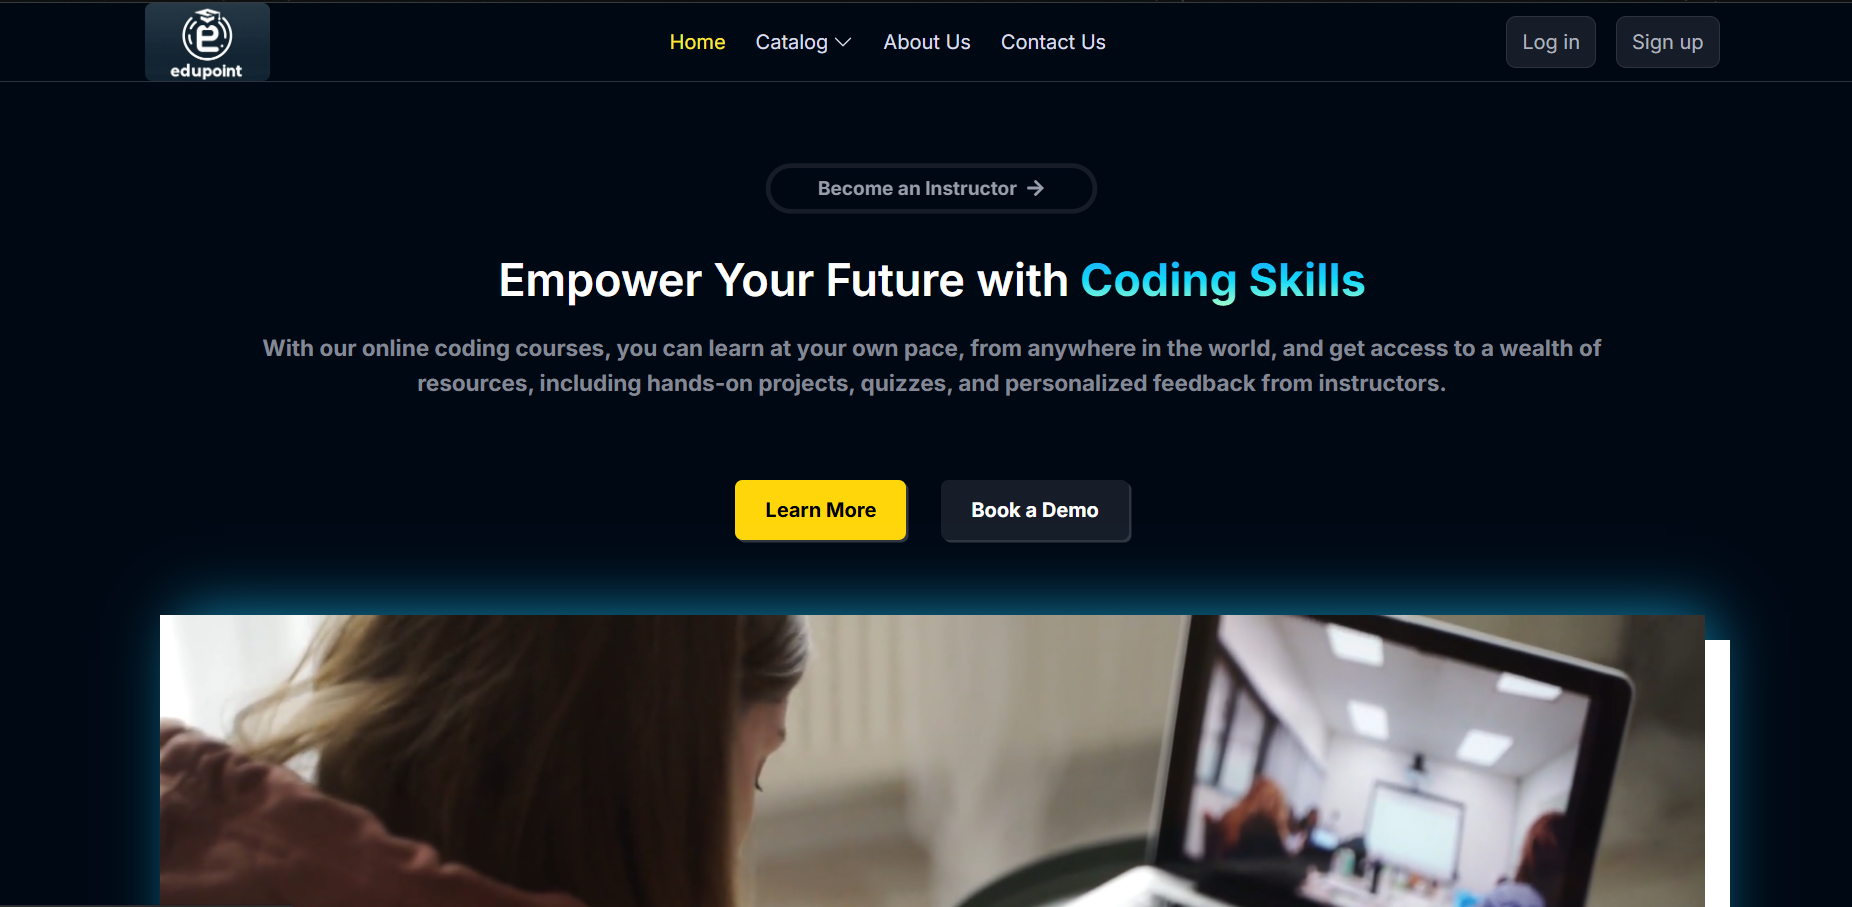 edupoint
Home Catalog About Us Contact Us
Log in Sign up
Become an Instructor →
Empower Your Future with Coding Skills
With our online coding courses, you can learn at your own pace, from anywhere in the world, and get access to a wealth of
resources, including hands-on projects, quizzes, and personalized feedback from instructors.
Learn More Book a Demo